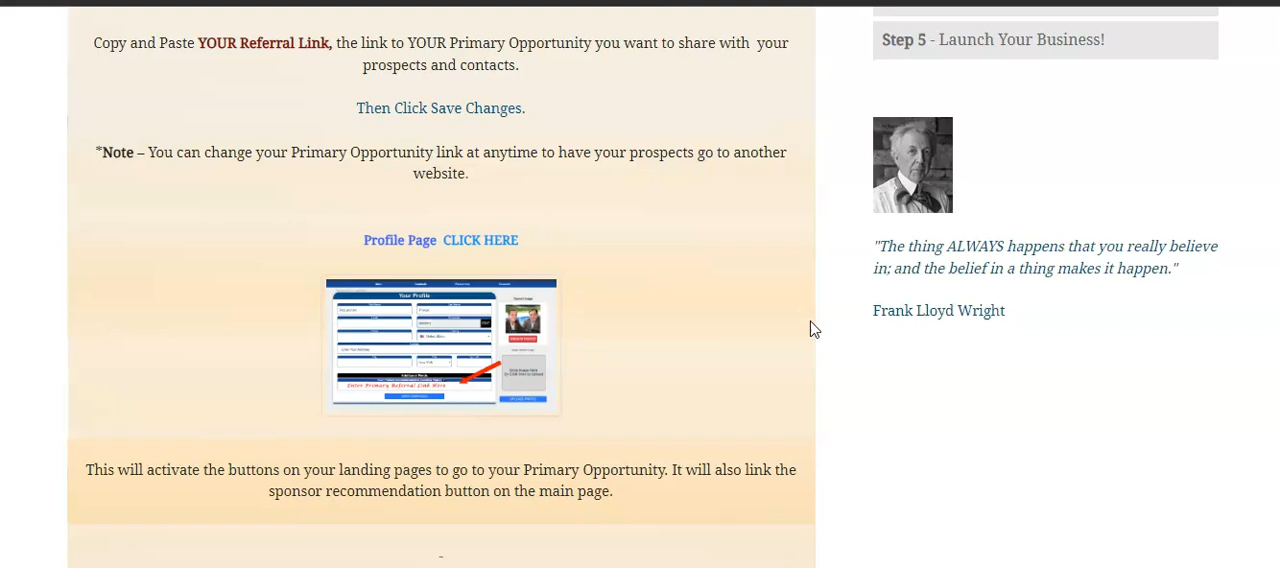 Copy and Paste YOUR Referral Link, the link to YOUR Primary Opportunity you want to share with your
prospects and contacts.
Then Click Save Changes.
*Note – You can change your Primary Opportunity link at anytime to have your prospects go to another
website.
Profile Page CLICK HERE
Your Profile
Enter Primary Referral Link Here
This will activate the buttons on your landing pages to go to your Primary Opportunity. It will also link the
sponsor recommendation button on the main page.
-
Step 5 - Launch Your Business!
"The thing ALWAYS happens that you really believe
in; and the belief in a thing makes it happen."
Frank Lloyd Wright